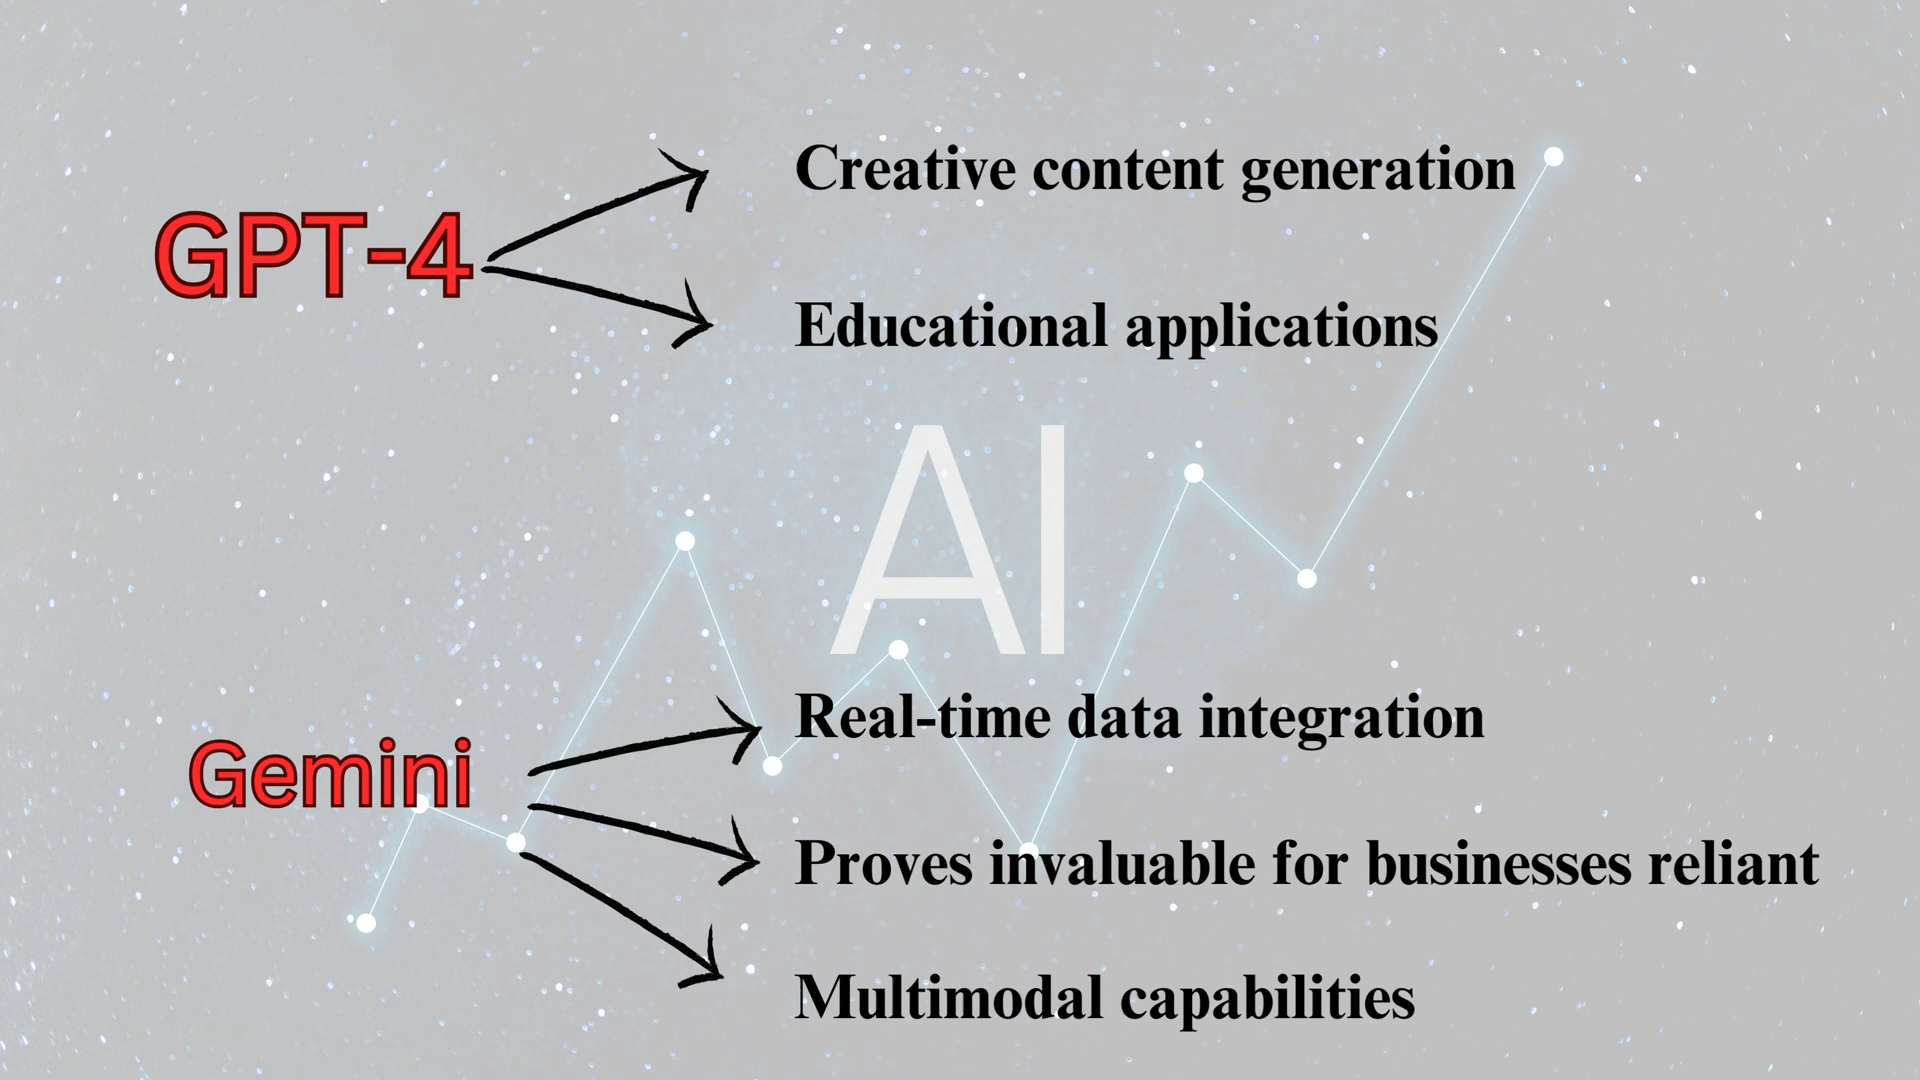 GPT-4
Creative content generation
Educational applications
AI
Gemini
Real-time data integration
Proves invaluable for businesses reliant
Multimodal capabilities